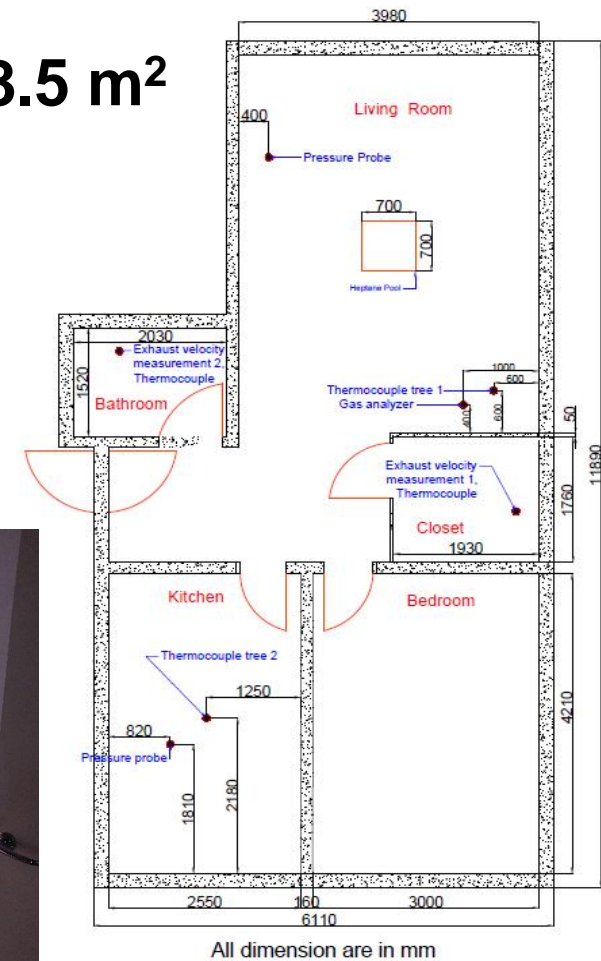 3.5 m²
3980
Living Room
400
Pressure Probe
700
700
Heptane Pool
2030
Exhaust velocity
measurement 2,
Thermocouple
1520
Bathroom
1000
600
Thermocouple tree 1
Gas analyzer
400
600
50
11890
Exhaust velocity
measurement 1,
Thermocouple
1760
Closet
1930
Kitchen
Bedroom
Thermocouple tree 2
1250
820
Pressure probe
4210
1810
2180
2550
160
3000
6110
All dimension are in mm